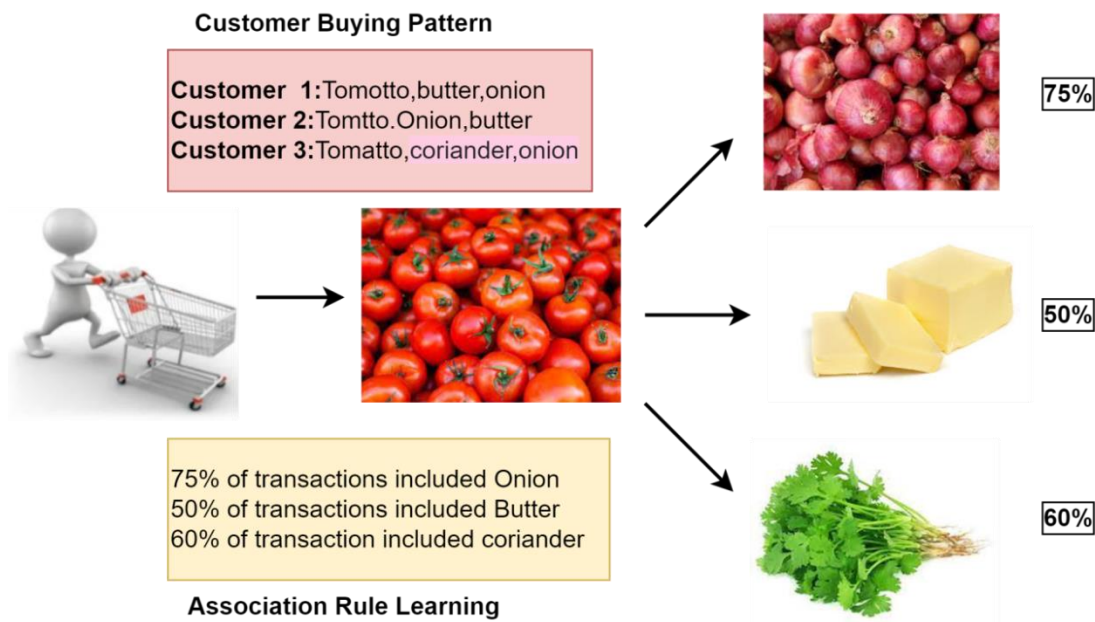 Customer Buying Pattern
Customer 1:Tomotto,butter,onion
Customer 2:Tomtto.Onion,butter
Customer 3:Tomatto,coriander,onion
75%
50%
75% of transactions included Onion
50% of transactions included Butter
60% of transaction included coriander
60%
Association Rule Learning